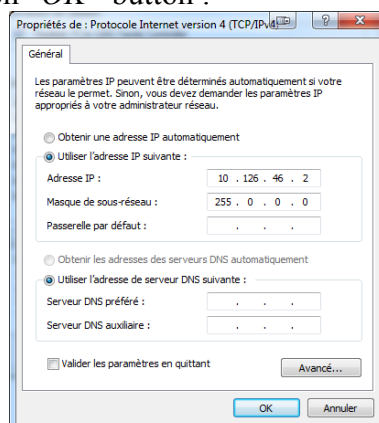 "OK" button :
Propriétés de : Protocole Internet version 4 (TCP/IPv4)
Général
Les paramètres IP peuvent être déterminés automatiquement si votre
réseau le permet. Sinon, vous devez demander les paramètres IP
appropriés à votre administrateur réseau.
Obtenir une adresse IP automatiquement
Utiliser l'adresse IP suivante :
Adresse IP : 10 . 126 . 46 . 2
Masque de sous-réseau : 255 . 0 . 0 . 0
Passerelle par défaut : . . .
Obtenir les adresses des serveurs DNS automatiquement
Utiliser l'adresse de serveur DNS suivante :
Serveur DNS préféré : . . .
Serveur DNS auxiliaire : . . .
Valider les paramètres en quittant
Avancé...
OK Annuler